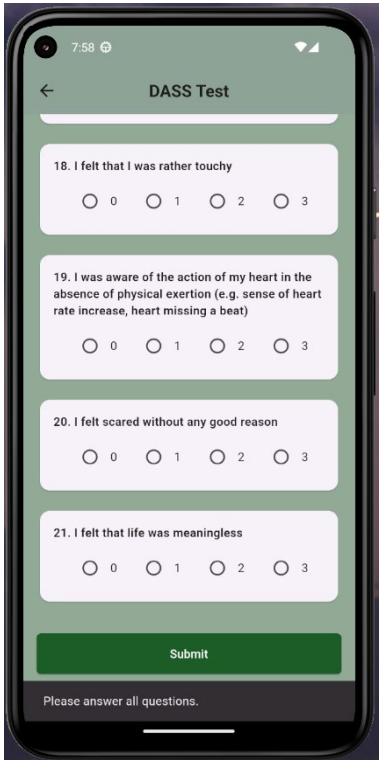 7:58
DASS Test
18. I felt that I was rather touchy
0 1 2 3
19. I was aware of the action of my heart in the
absence of physical exertion (e.g. sense of heart
rate increase, heart missing a beat)
0 1 2 3
20. I felt scared without any good reason
0 1 2 3
21. I felt that life was meaningless
0 1 2 3
Submit
Please answer all questions.